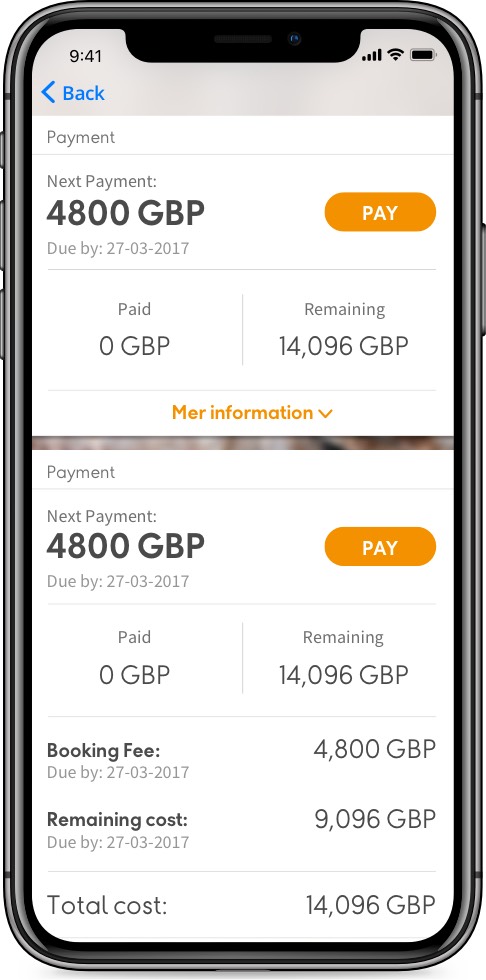 9:41
Back
Payment
Next Payment:
4800 GBP
PAY
Due by: 27-03-2017
Paid
Remaining
0 GBP
14,096 GBP
Mer information
Payment
Next Payment:
4800 GBP
PAY
Due by: 27-03-2017
Paid
Remaining
0 GBP
14,096 GBP
Booking Fee:
4,800 GBP
Due by: 27-03-2017
Remaining cost:
9,096 GBP
Due by: 27-03-2017
Total cost:
14,096 GBP